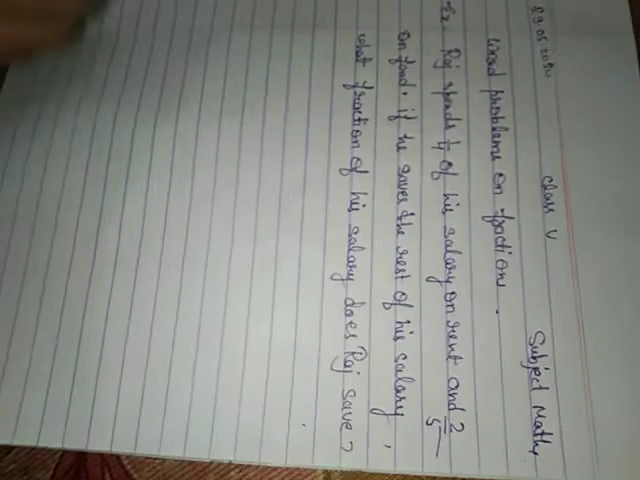 class V Subject Maths
Word problems on fraction.
Ex. Raj spends 1/4 of his salary on rent and 2/5
on food. if he saves the rest of his salary,
what fraction of his salary does Raj save?